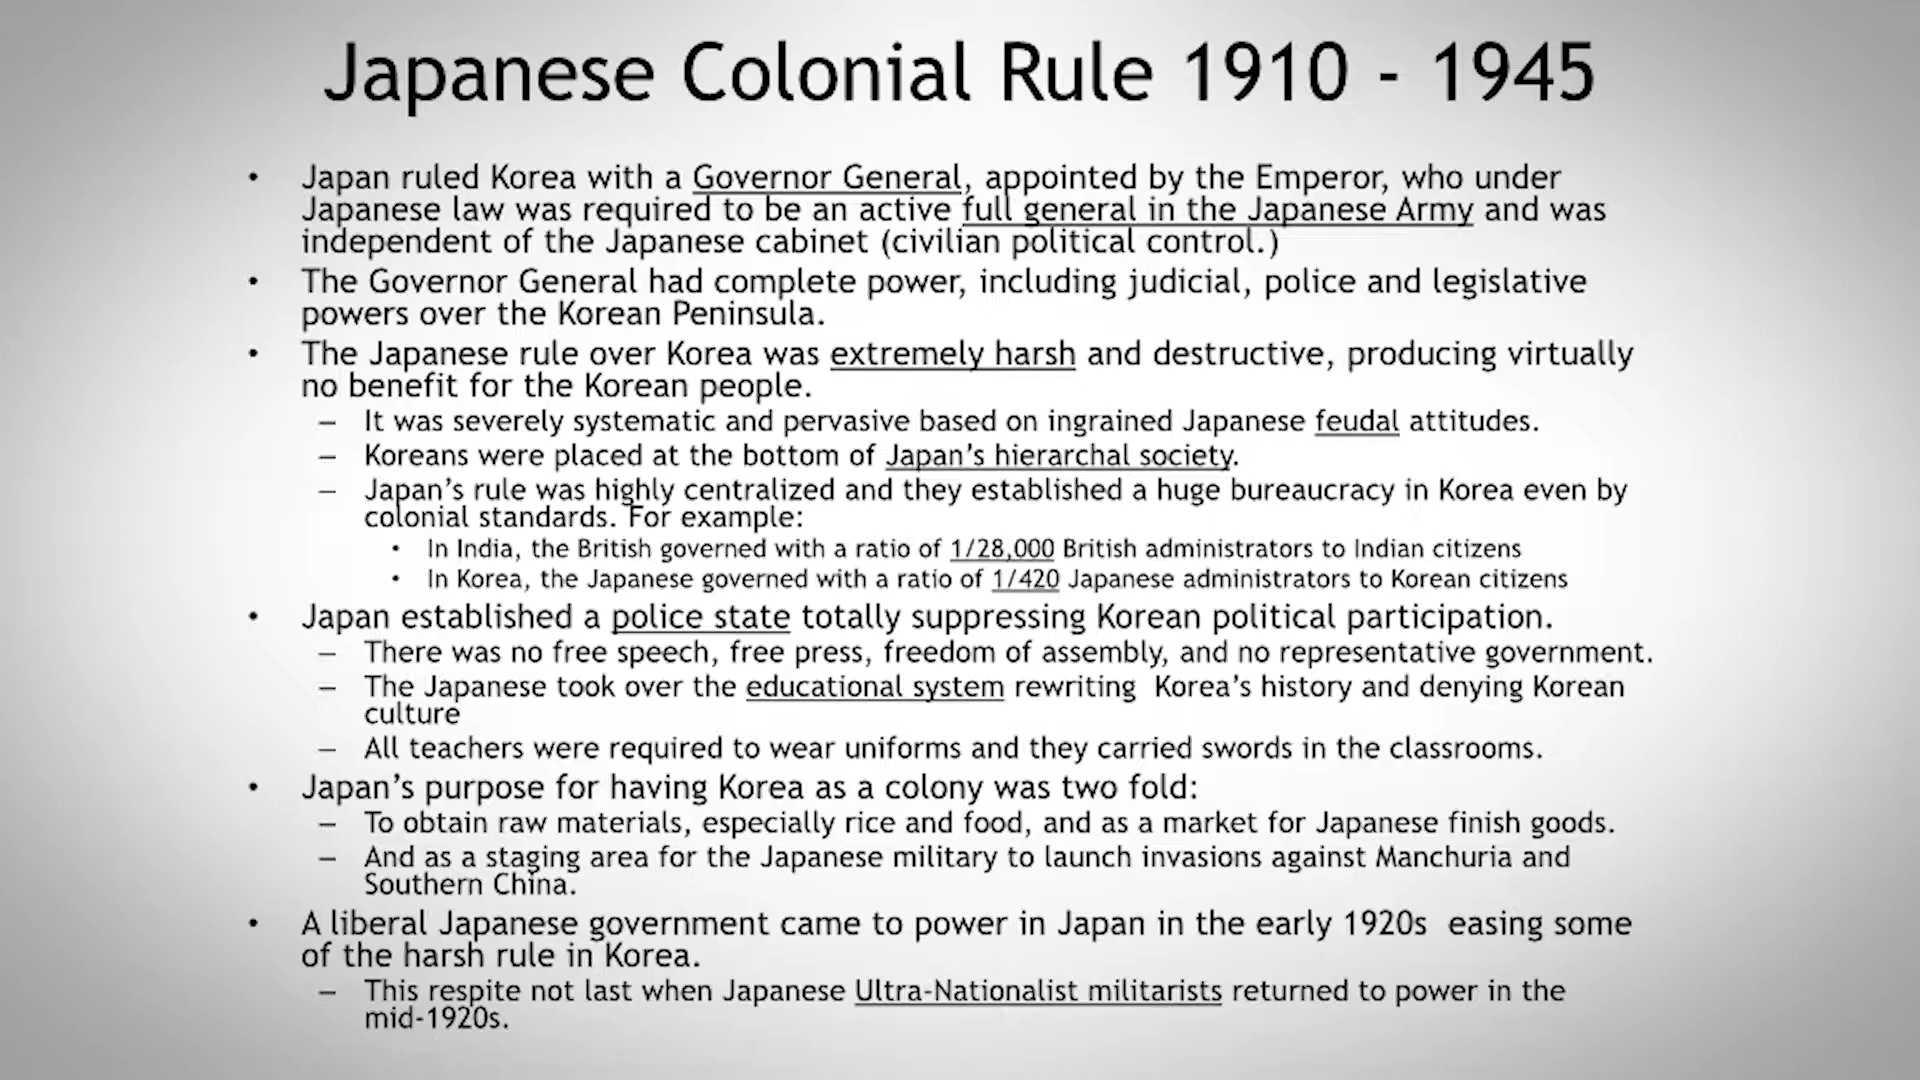 Japanese Colonial Rule 1910 - 1945
• Japan ruled Korea with a Governor General, appointed by the Emperor, who under
Japanese law was required to be an active full general in the Japanese Army and was
independent of the Japanese cabinet (civilian political control.)
• The Governor General had complete power, including judicial, police and legislative
powers over the Korean Peninsula.
• The Japanese rule over Korea was extremely harsh and destructive, producing virtually
no benefit for the Korean people.
– It was severely systematic and pervasive based on ingrained Japanese feudal attitudes.
– Koreans were placed at the bottom of Japan's hierarchal society.
– Japan's rule was highly centralized and they established a huge bureaucracy in Korea even by
colonial standards. For example:
• In India, the British governed with a ratio of 1/28,000 British administrators to Indian citizens
• In Korea, the Japanese governed with a ratio of 1/420 Japanese administrators to Korean citizens
• Japan established a police state totally suppressing Korean political participation.
– There was no free speech, free press, freedom of assembly, and no representative government.
– The Japanese took over the educational system rewriting  Korea's history and denying Korean
culture
– All teachers were required to wear uniforms and they carried swords in the classrooms.
• Japan's purpose for having Korea as a colony was two fold:
– To obtain raw materials, especially rice and food, and as a market for Japanese finish goods.
– And as a staging area for the Japanese military to launch invasions against Manchuria and
Southern China.
• A liberal Japanese government came to power in Japan in the early 1920s  easing some
of the harsh rule in Korea.
– This respite not last when Japanese Ultra-Nationalist militarists returned to power in the
mid-1920s.